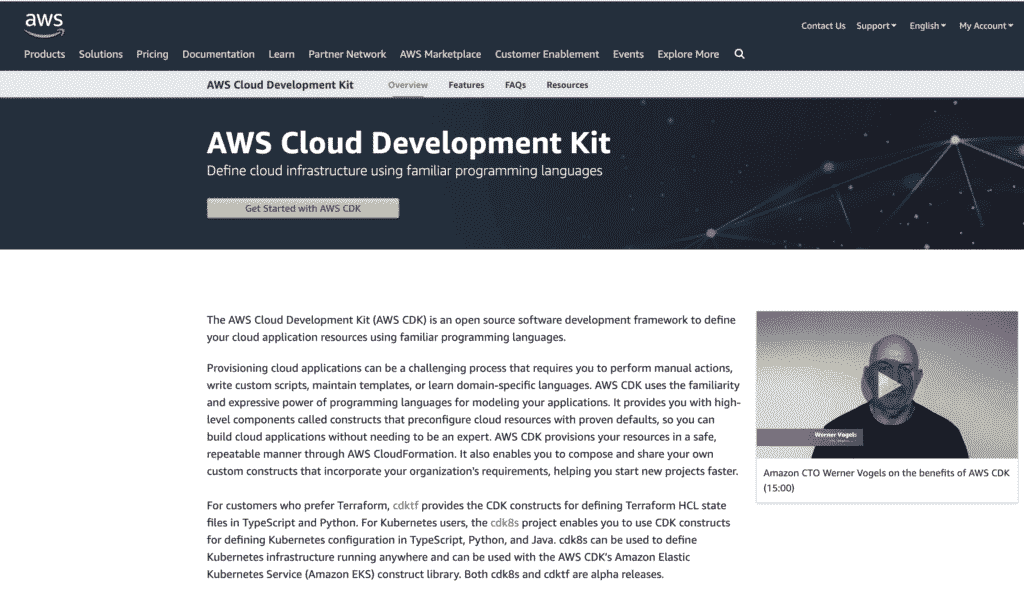 aws
Contact Us Support English My Account
Products Solutions Pricing Documentation Learn Partner Network AWS Marketplace Customer Enablement Events Explore More
AWS Cloud Development Kit Overview Features FAQs Resources
AWS Cloud Development Kit
Define cloud infrastructure using familiar programming languages
Get Started with AWS CDK
The AWS Cloud Development Kit (AWS CDK) is an open source software development framework to define
your cloud application resources using familiar programming languages.
Provisioning cloud applications can be a challenging process that requires you to perform manual actions,
write custom scripts, maintain templates, or learn domain-specific languages. AWS CDK uses the familiarity
and expressive power of programming languages for modeling your applications. It provides you with high-
level components called constructs that preconfigure cloud resources with proven defaults, so you can
build cloud applications without needing to be an expert. AWS CDK provisions your resources in a safe,
repeatable manner through AWS CloudFormation. It also enables you to compose and share your own
custom constructs that incorporate your organization's requirements, helping you start new projects faster.
For customers who prefer Terraform, cdktf provides the CDK constructs for defining Terraform HCL state
files in TypeScript and Python. For Kubernetes users, the cdk8s project enables you to use CDK constructs
for defining Kubernetes configuration in TypeScript, Python, and Java. cdk8s can be used to define
Kubernetes infrastructure running anywhere and can be used with the AWS CDK's Amazon Elastic
Kubernetes Service (Amazon EKS) construct library. Both cdk8s and cdktf are alpha releases.
Werner Vogels
Amazon CTO Werner Vogels on the benefits of AWS CDK
(15:00)